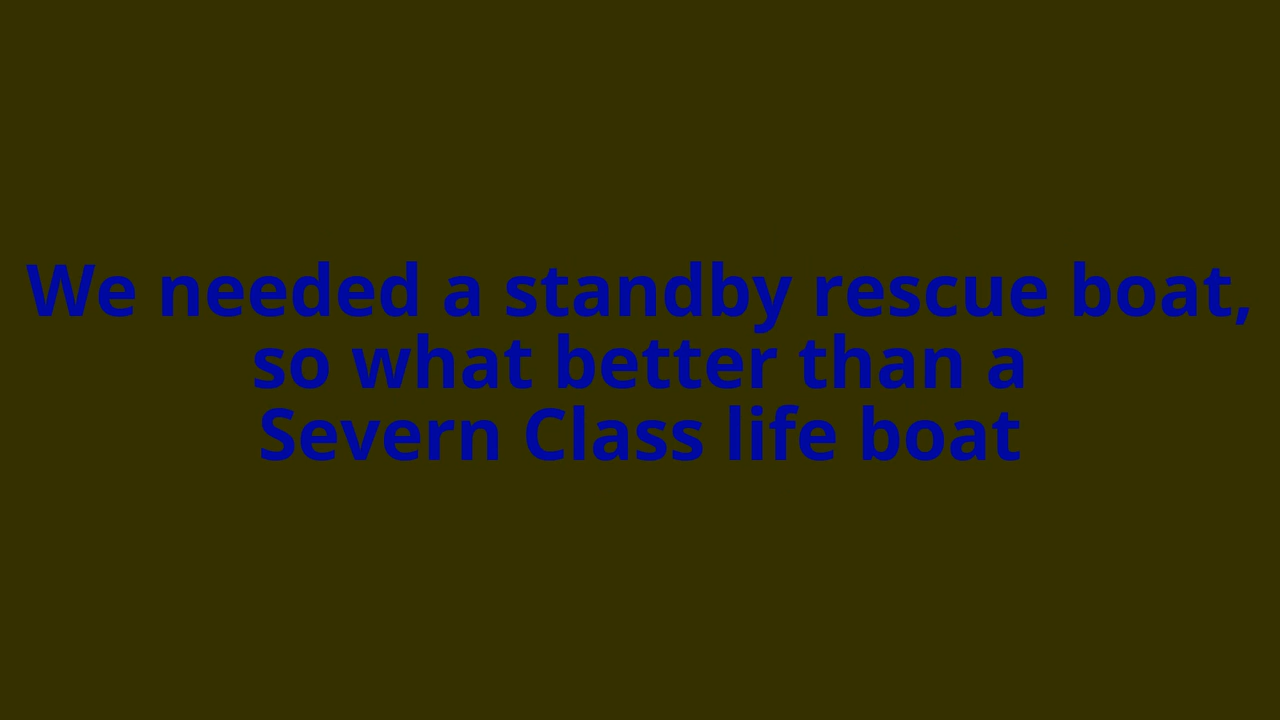 We needed a standby rescue boat,
so what better than a
Severn Class life boat